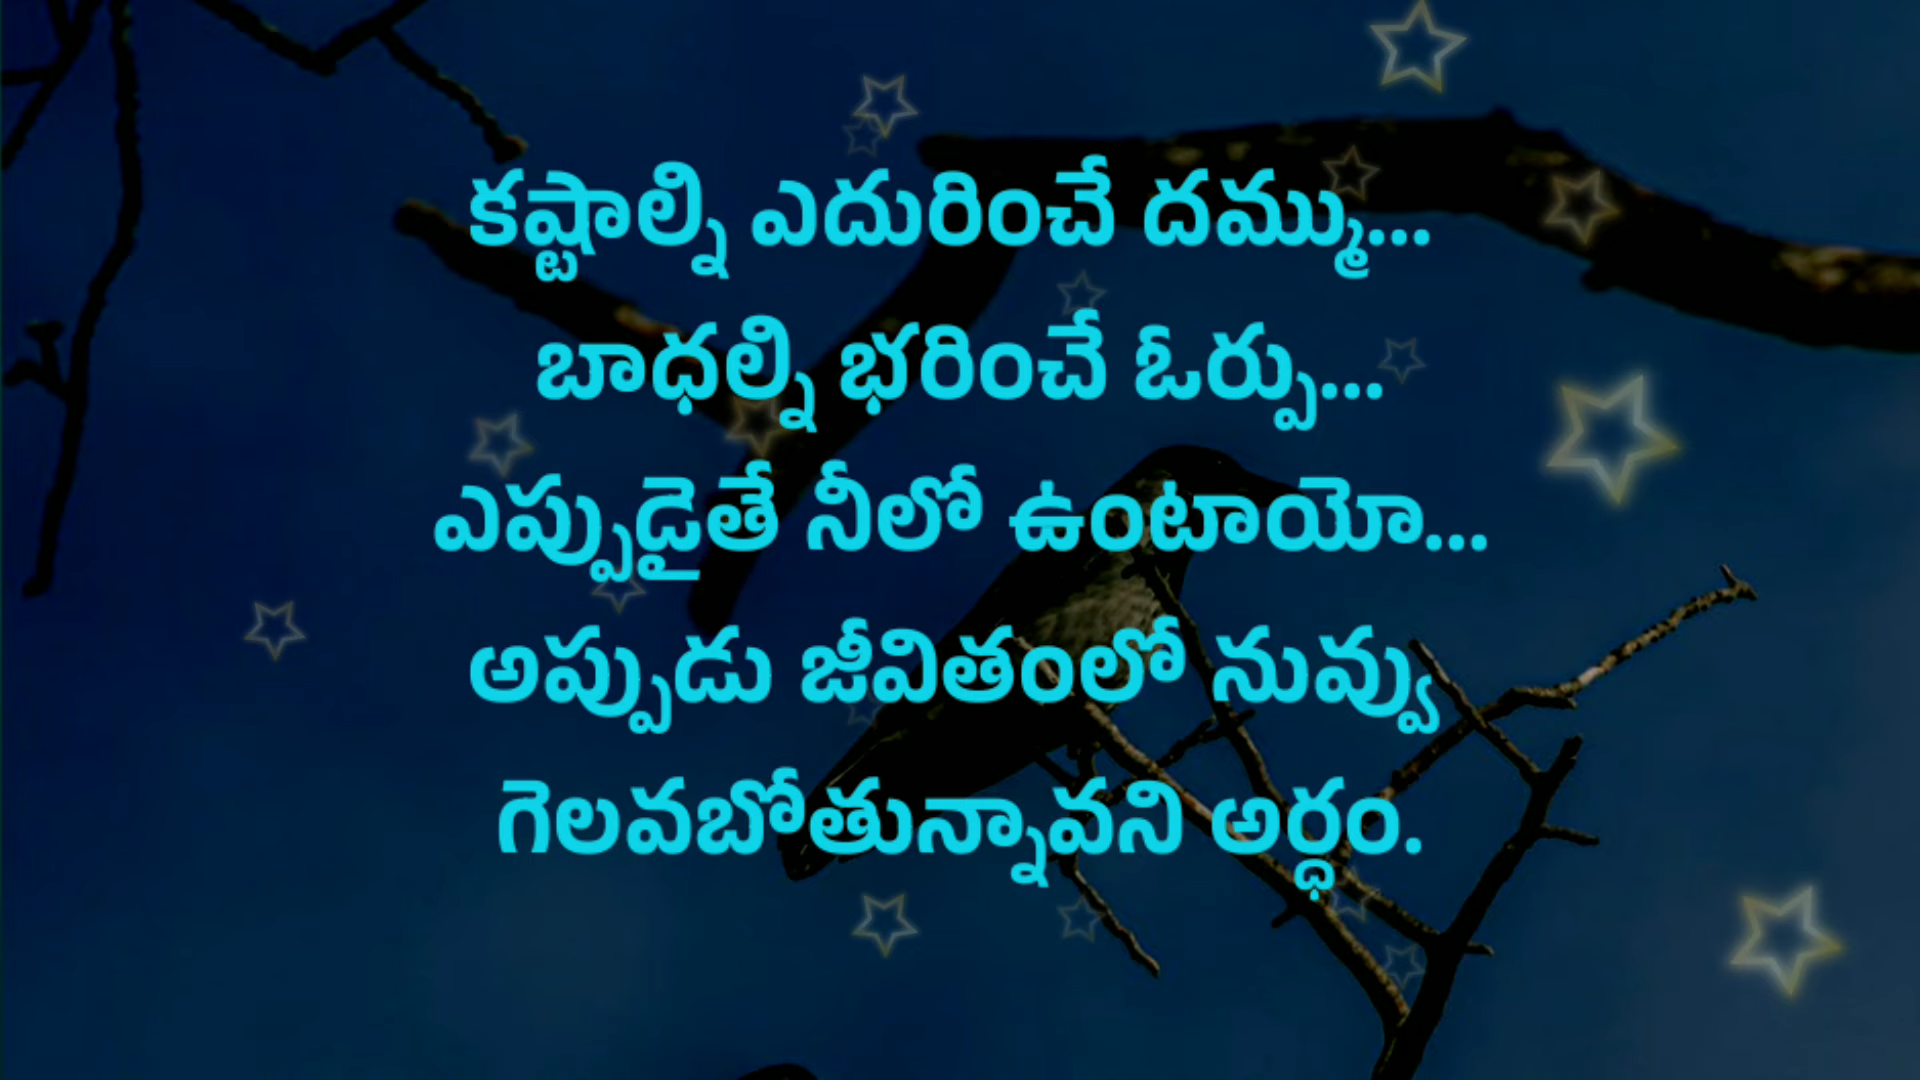 కష్టాల్ని ఎదురించే దమ్ము...
బాధల్ని భరించే ఓర్పు...
ఎప్పుడైతే నీలో ఉంటాయో...
అప్పుడు జీవితంలో నువ్వు
గెలవబోతున్నావని అర్ధం.